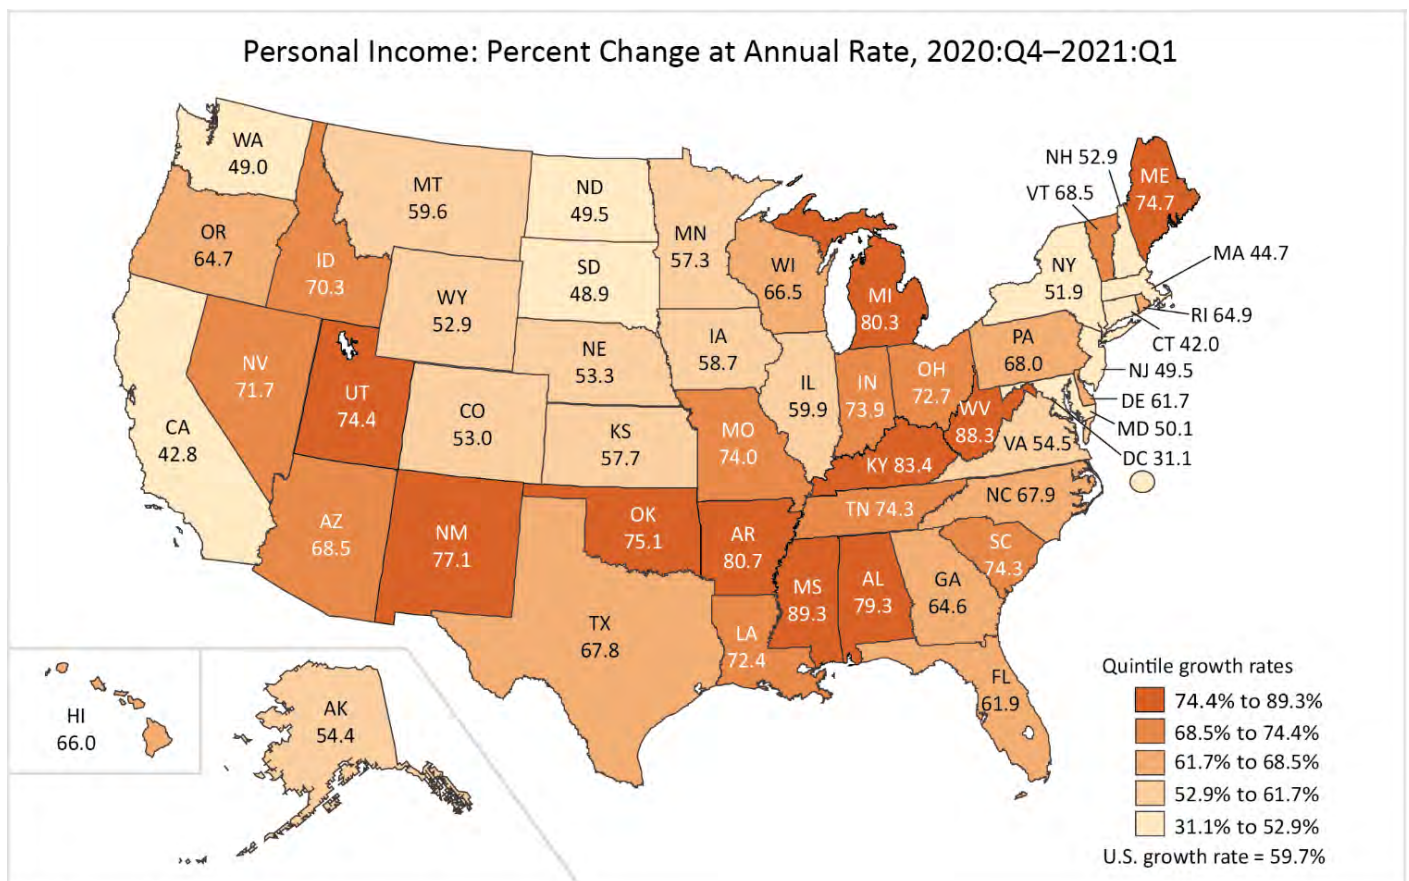 Personal Income: Percent Change at Annual Rate, 2020:Q4–2021:Q1
WA
49.0
MT
59.6
ND
49.5
MN
57.3
NH 52.9
VT 68.5
ME
74.7
OR
64.7
ID
70.3
WY
52.9
SD
48.9
WI
66.5
MI
80.3
NY
51.9
MA 44.7
RI 64.9
CT 42.0
NJ 49.5
DE 61.7
MD 50.1
DC 31.1
NV
71.7
UT
74.4
CO
53.0
NE
53.3
IA
58.7
IL
59.9
IN
73.9
OH
72.7
PA
68.0
CA
42.8
KS
57.7
MO
74.0
WV
88.3
VA 54.5
KY 83.4
AZ
68.5
NM
77.1
OK
75.1
AR
80.7
TN 74.3
NC 67.9
SC
74.3
TX
67.8
LA
72.4
MS
89.3
AL
79.3
GA
64.6
FL
61.9
HI
66.0
AK
54.4
Quintile growth rates
74.4% to 89.3%
68.5% to 74.4%
61.7% to 68.5%
52.9% to 61.7%
31.1% to 52.9%
U.S. growth rate = 59.7%